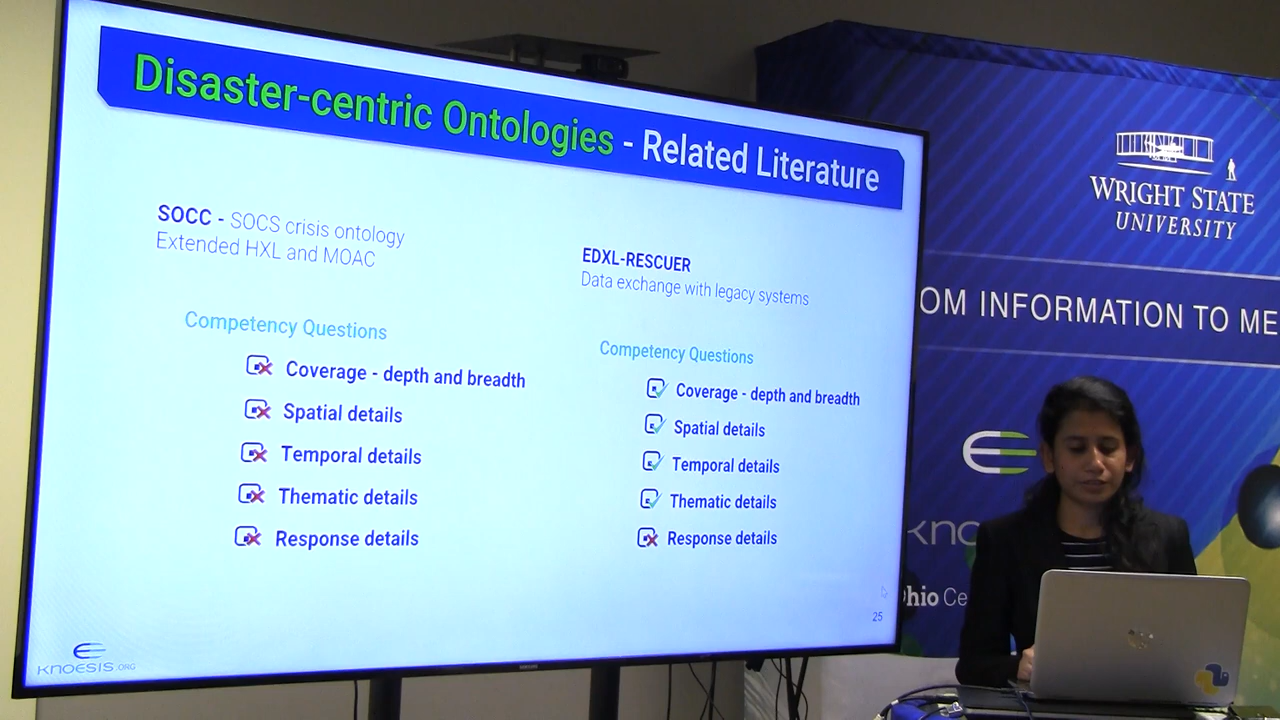 Disaster-centric Ontologies - Related Literature
SOCC - SOCS crisis ontology
Extended HXL and MOAC
Competency Questions
Coverage - depth and breadth
Spatial details
Temporal details
Thematic details
Response details
EDXL-RESCUER
Data exchange with legacy systems
Competency Questions
Coverage - depth and breadth
Spatial details
Temporal details
Thematic details
Response details
25
KNOESIS.ORG
SAMSUNG
WRIGHT STATE
UNIVERSITY
OM INFORMATION TO ME
KNO
hio Ce